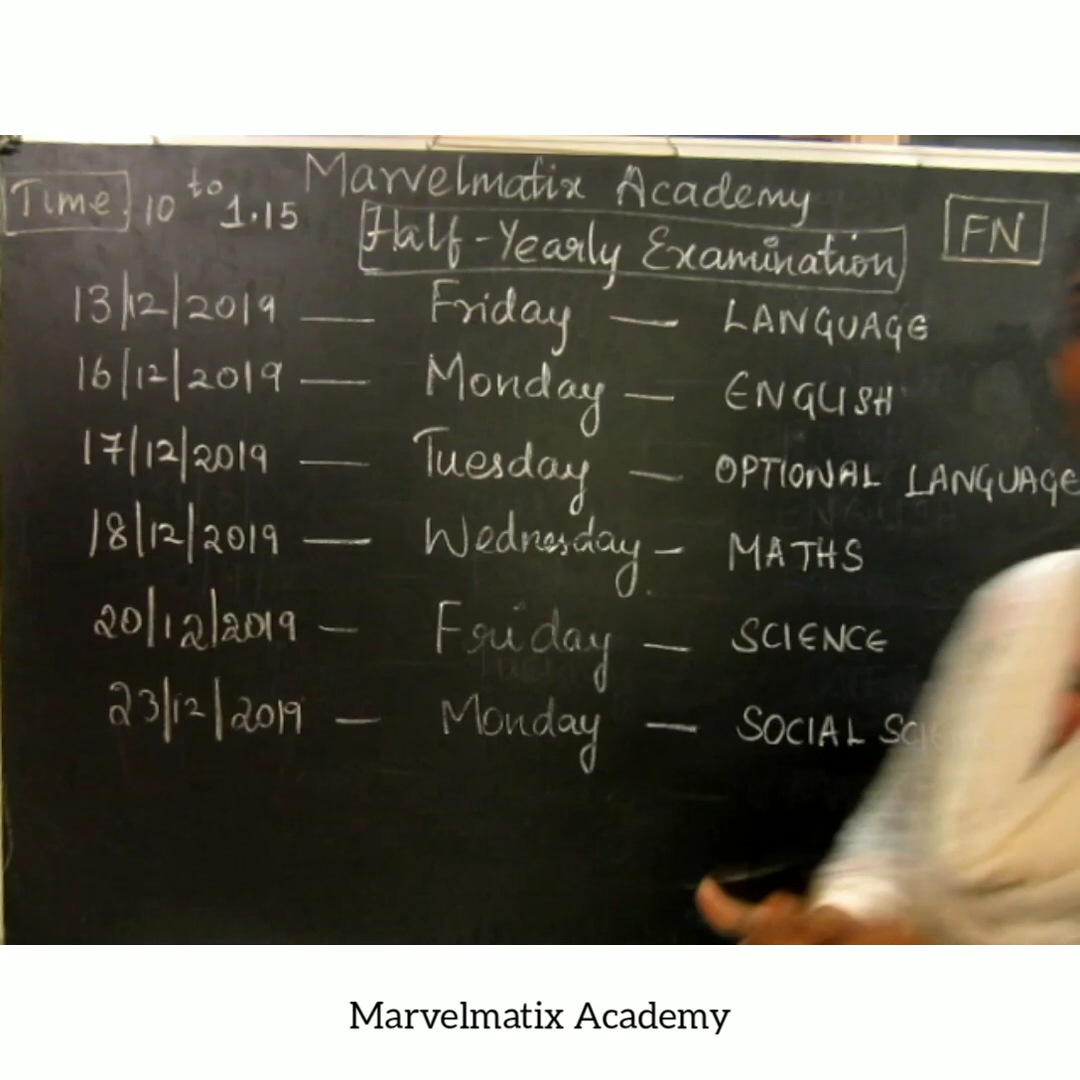 Marvelmatix Academy
Time: 10 to 1.15
Half-Yearly Examination
FN
13/12/2019 — Friday — LANGUAGE
16/12/2019 — Monday — ENGLISH
17/12/2019 — Tuesday — OPTIONAL LANGUAGE
18/12/2019 — Wednesday — MATHS
20/12/2019 — Friday — SCIENCE
23/12/2019 — Monday — SOCIAL
Marvelmatix Academy